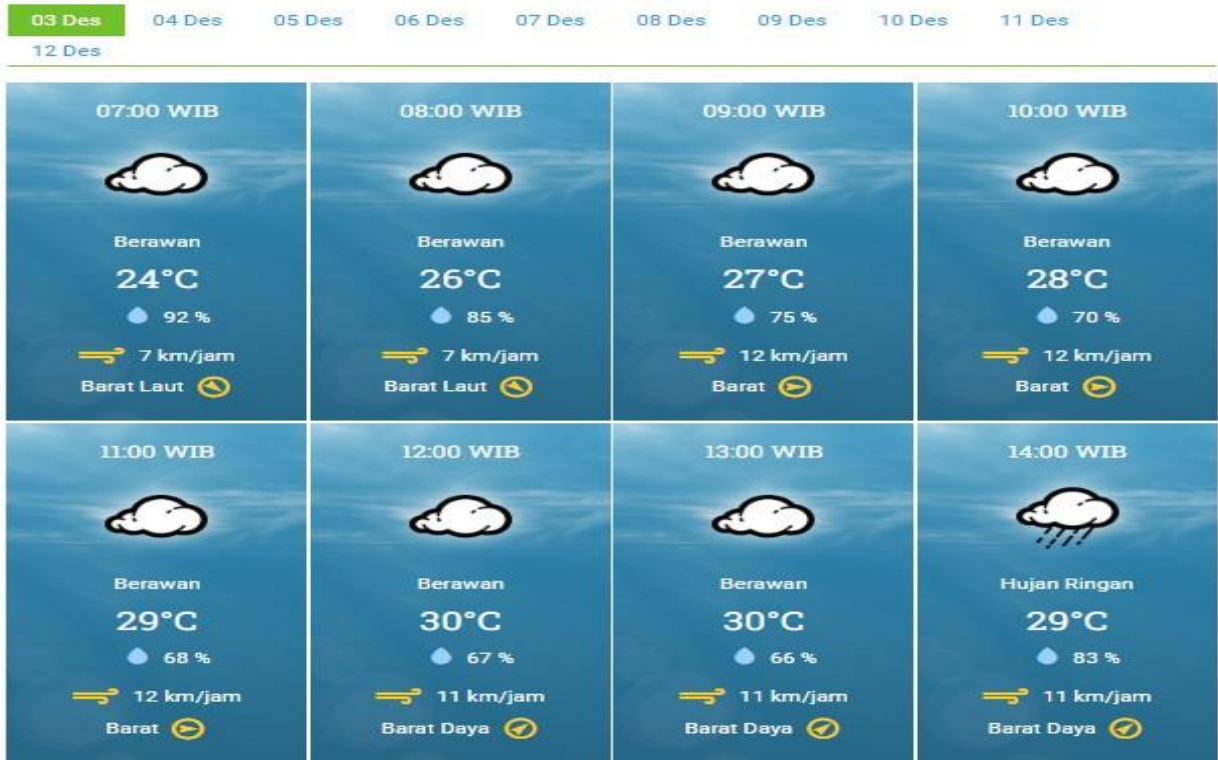 03 Des 04 Des 05 Des 06 Des 07 Des 08 Des 09 Des 10 Des 11 Des
12 Des
07:00 WIB
Berawan
24°C
92 %
7 km/jam
Barat Laut
08:00 WIB
Berawan
26°C
85 %
7 km/jam
Barat Laut
09:00 WIB
Berawan
27°C
75 %
12 km/jam
Barat
10:00 WIB
Berawan
28°C
70 %
12 km/jam
Barat
11:00 WIB
Berawan
29°C
68 %
12 km/jam
Barat
12:00 WIB
Berawan
30°C
67 %
11 km/jam
Barat Daya
13:00 WIB
Berawan
30°C
66 %
11 km/jam
Barat Daya
14:00 WIB
Hujan Ringan
29°C
83 %
11 km/jam
Barat Daya